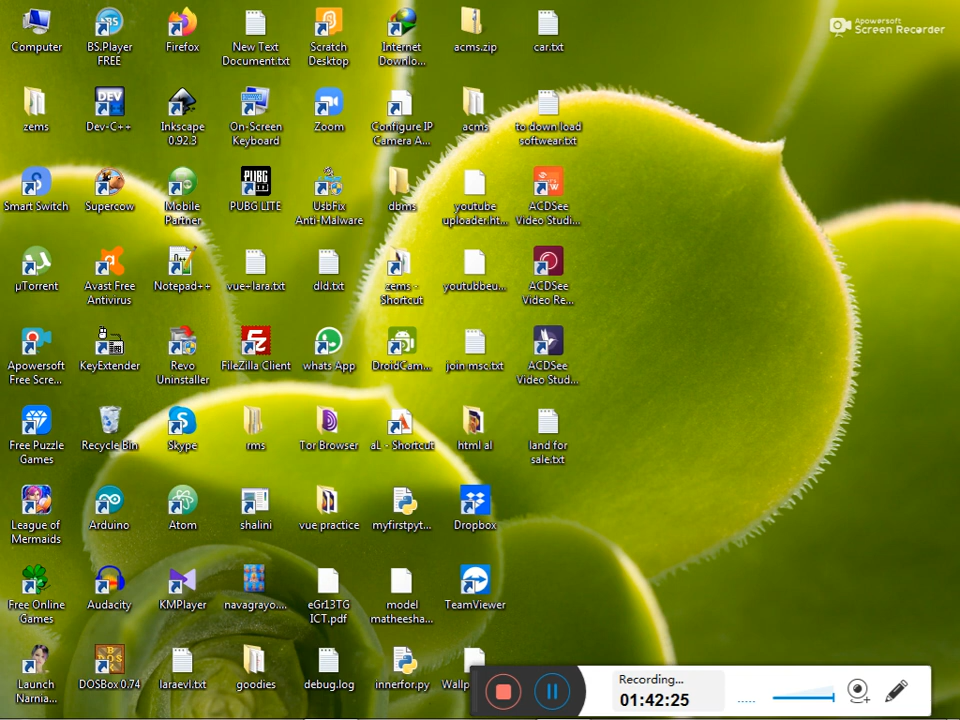 Apowersoft
Screen Recorder
Computer
BS.Player
FREE
Firefox
New Text
Document.txt
Scratch
Desktop
Internet
Downlo...
acms.zip
car.txt
zems
Dev-C++
Inkscape
0.92.3
On-Screen
Keyboard
Zoom
Configure IP
Camera A...
acms
to down load
softwear.txt
Smart Switch
Supercow
Mobile
Partner
PUBG LITE
UsbFix
Anti-Malware
dbms
youtube
uploader.ht...
ACDSee
Video Studi...
µTorrent
Avast Free
Antivirus
Notepad++
vue+lara.txt
dld.txt
zems -
Shortcut
youtubbeu...
ACDSee
Video Re...
Apowersoft
Free Scre...
KeyExtender
Revo
Uninstaller
FileZilla Client
whats App
DroidCam...
join msc.txt
ACDSee
Video Stud...
Free Puzzle
Games
Recycle Bin
Skype
rms
Tor Browser
aL - Shortcut
html al
land for
sale.txt
League of
Mermaids
Arduino
Atom
shalini
vue practice
myfirstpyt...
Dropbox
Free Online
Games
Audacity
KMPlayer
navagrayo....
eGr13TG
ICT.pdf
model
matheesha...
TeamViewer
Launch
Narnia...
DOSBox 0.74
laraevl.txt
goodies
debug.log
innerfor.py
Wallp
Recording...
01:42:25